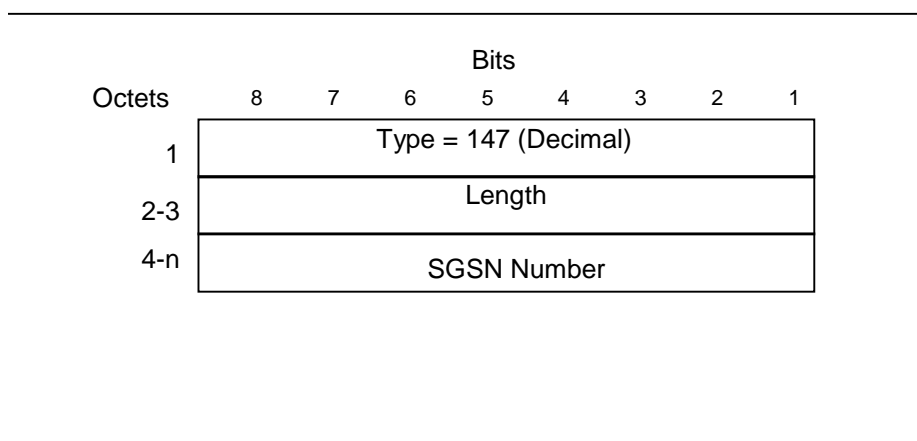 Bits
Octets 8 7 6 5 4 3 2 1
1 Type = 147 (Decimal)
2-3 Length
4-n SGSN Number